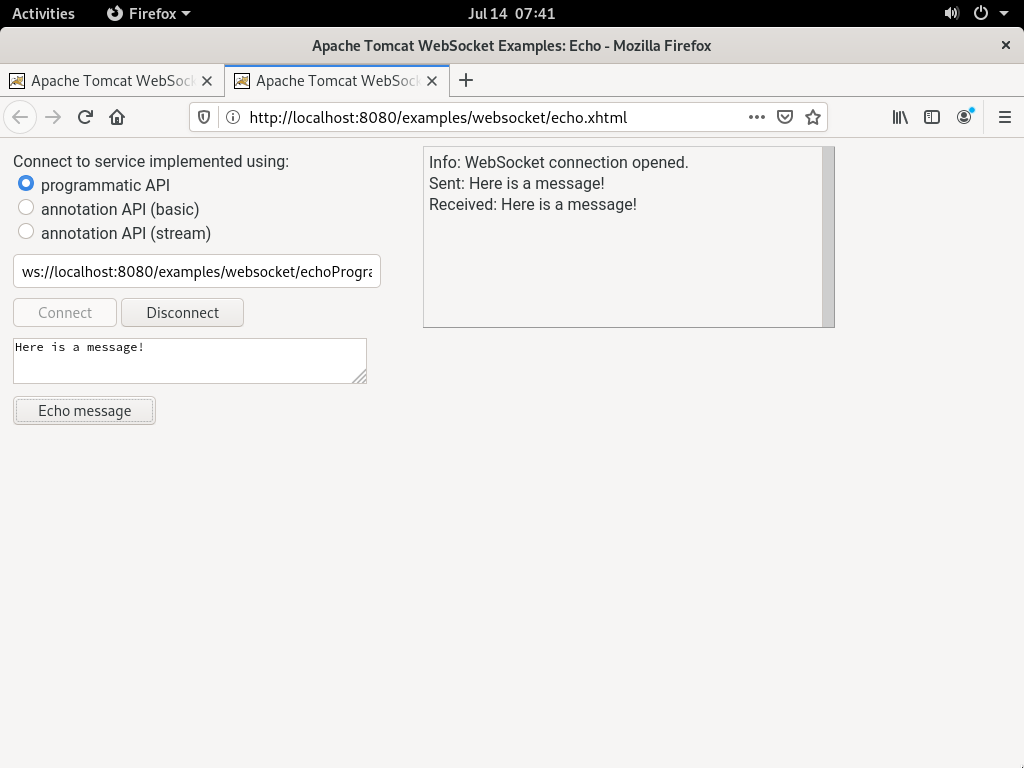 Activities
Firefox
Jul 14 07:41
Apache Tomcat WebSocket Examples: Echo - Mozilla Firefox
Apache Tomcat WebSock
Apache Tomcat WebSock
http://localhost:8080/examples/websocket/echo.xhtml
Connect to service implemented using:
programmatic API
annotation API (basic)
annotation API (stream)
ws://localhost:8080/examples/websocket/echoProgra
Connect
Disconnect
Here is a message!
Echo message
Info: WebSocket connection opened.
Sent: Here is a message!
Received: Here is a message!